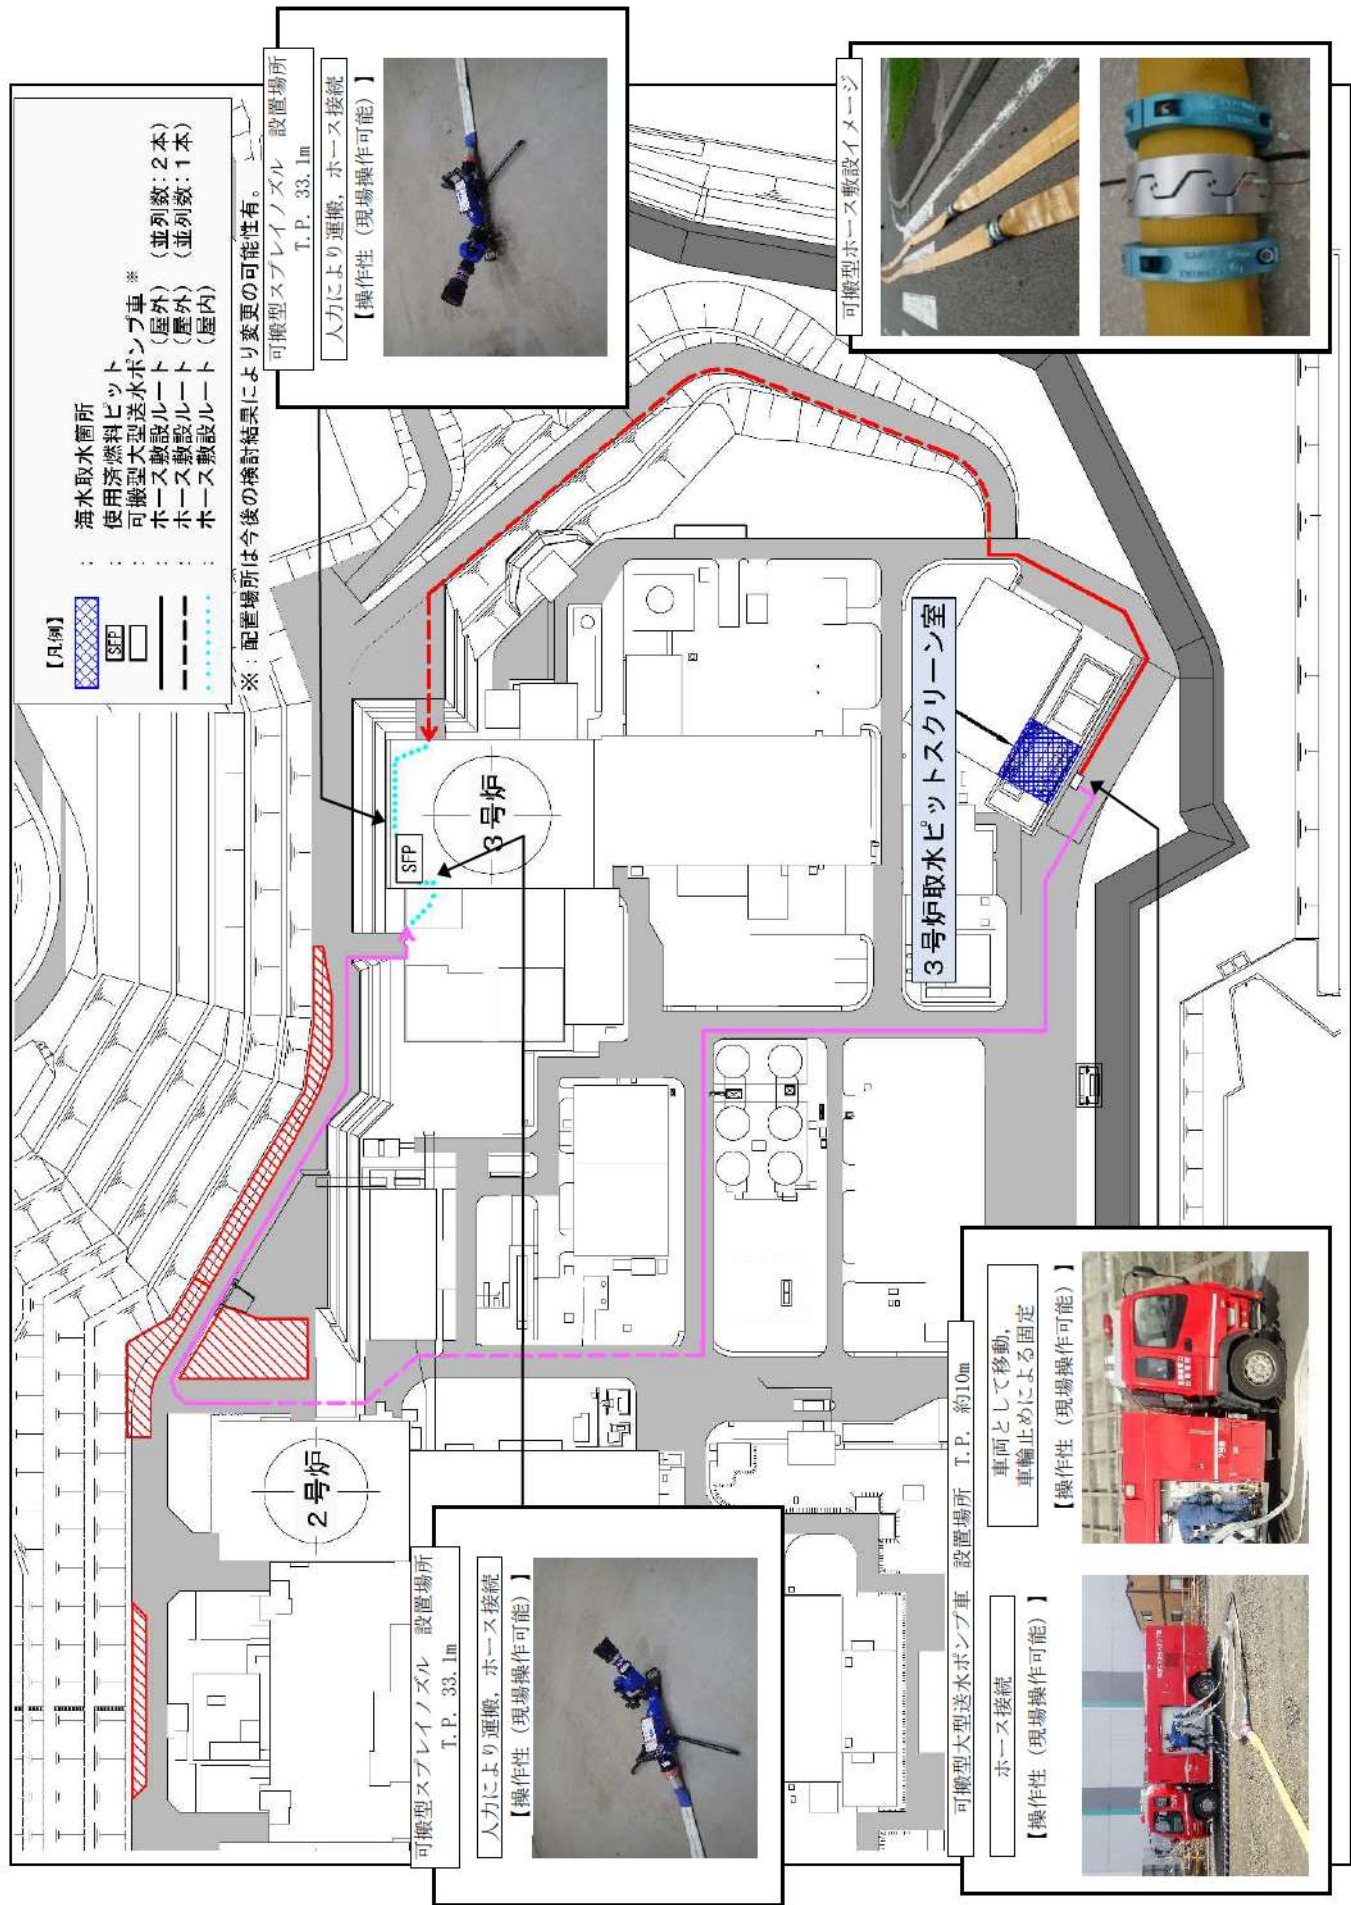 【凡例】
: 海水取水箇所
SFP : 使用済燃料ピット
: 可搬型大型送水ポンプ車 ※
: ホース敷設ルート (屋外) (並列数: 2本)
: ホース敷設ルート (屋外) (並列数: 1本)
: ホース敷設ルート (屋内)
※: 配置場所は今後の検討結果により変更の可能性有。
可搬型スプレイノズル 設置場所
T.P. 33.1m
人力により運搬, ホース接続
【操作性 (現場操作可能) 】
可搬型ホース敷設イメージ
SFP
3号炉
3号炉取水ピットスクリーン室
2号炉
可搬型スプレイノズル 設置場所
T.P. 33.1m
人力により運搬, ホース接続
【操作性 (現場操作可能) 】
可搬型大型送水ポンプ車 設置場所 T.P. 約10m
ホース接続
【操作性 (現場操作可能) 】
車両として移動,
車輪止めによる固定
【操作性 (現場操作可能) 】